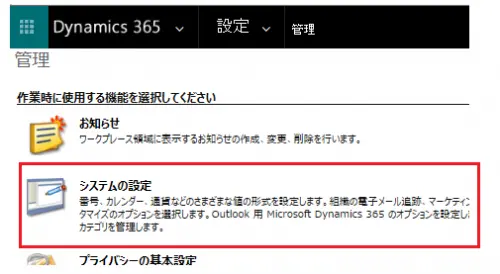 Dynamics 365 設定 管理
管理
作業時に使用する機能を選択してください
お知らせ
ワークプレース領域に表示するお知らせの作成、変更、削除を行います。
システムの設定
番号、カレンダー、通貨などのさまざまな値の形式を設定します。組織の電子メール追跡、マーケティン
タマイズのオプションを選択します。Outlook 用 Microsoft Dynamics 365 のオプションを設定し
カテゴリを管理します。
プライバシーの基本設定